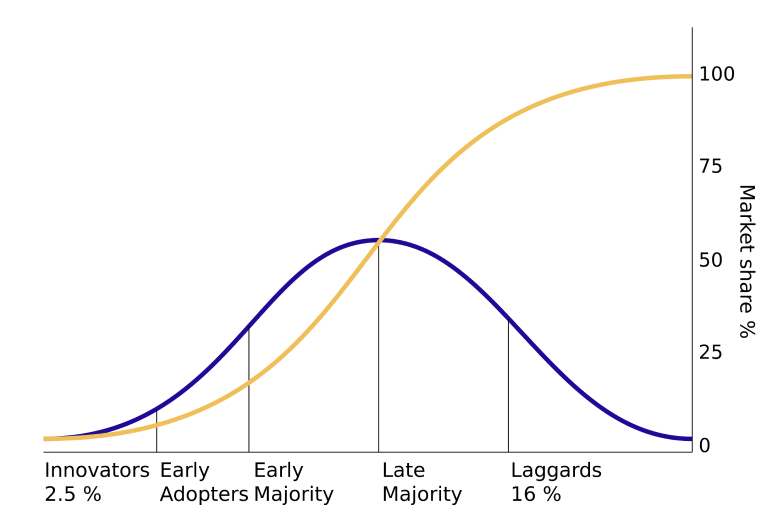 100
75
50
25
0
Market share %
Innovators
2.5 %
Early
Adopters
Early
Majority
Late
Majority
Laggards
16 %